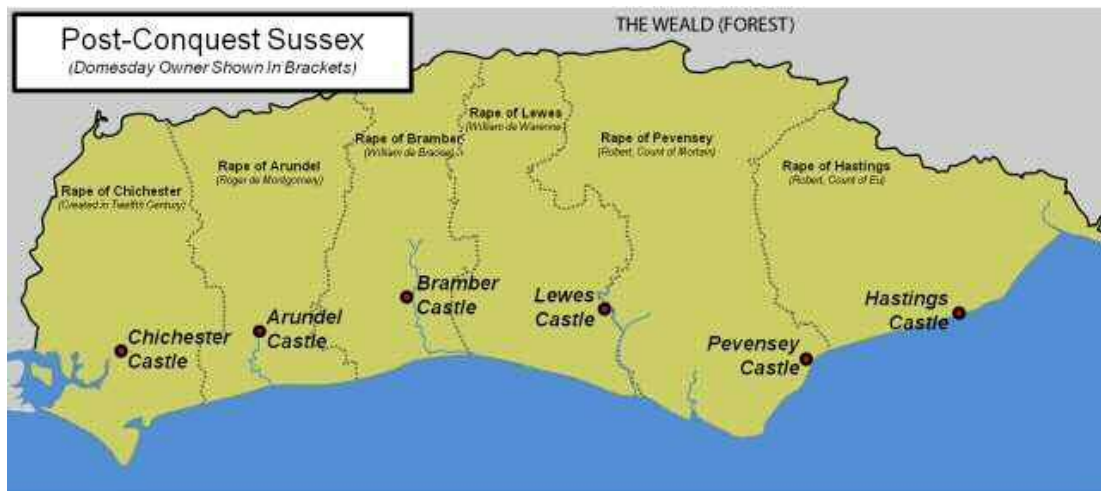 Post-Conquest Sussex
(Domesday Owner Shown In Brackets)
THE WEALD (FOREST)
Rape of Chichester
(Created in Twelfth Century)
Rape of Arundel
(Roger de Montgomery)
Rape of Bramber
(William de Braose)
Rape of Lewes
(William de Warenne)
Rape of Pevensey
(Robert, Count of Mortain)
Rape of Hastings
(Robert, Count of Eu)
Chichester
Castle
Arundel
Castle
Bramber
Castle
Lewes
Castle
Pevensey
Castle
Hastings
Castle